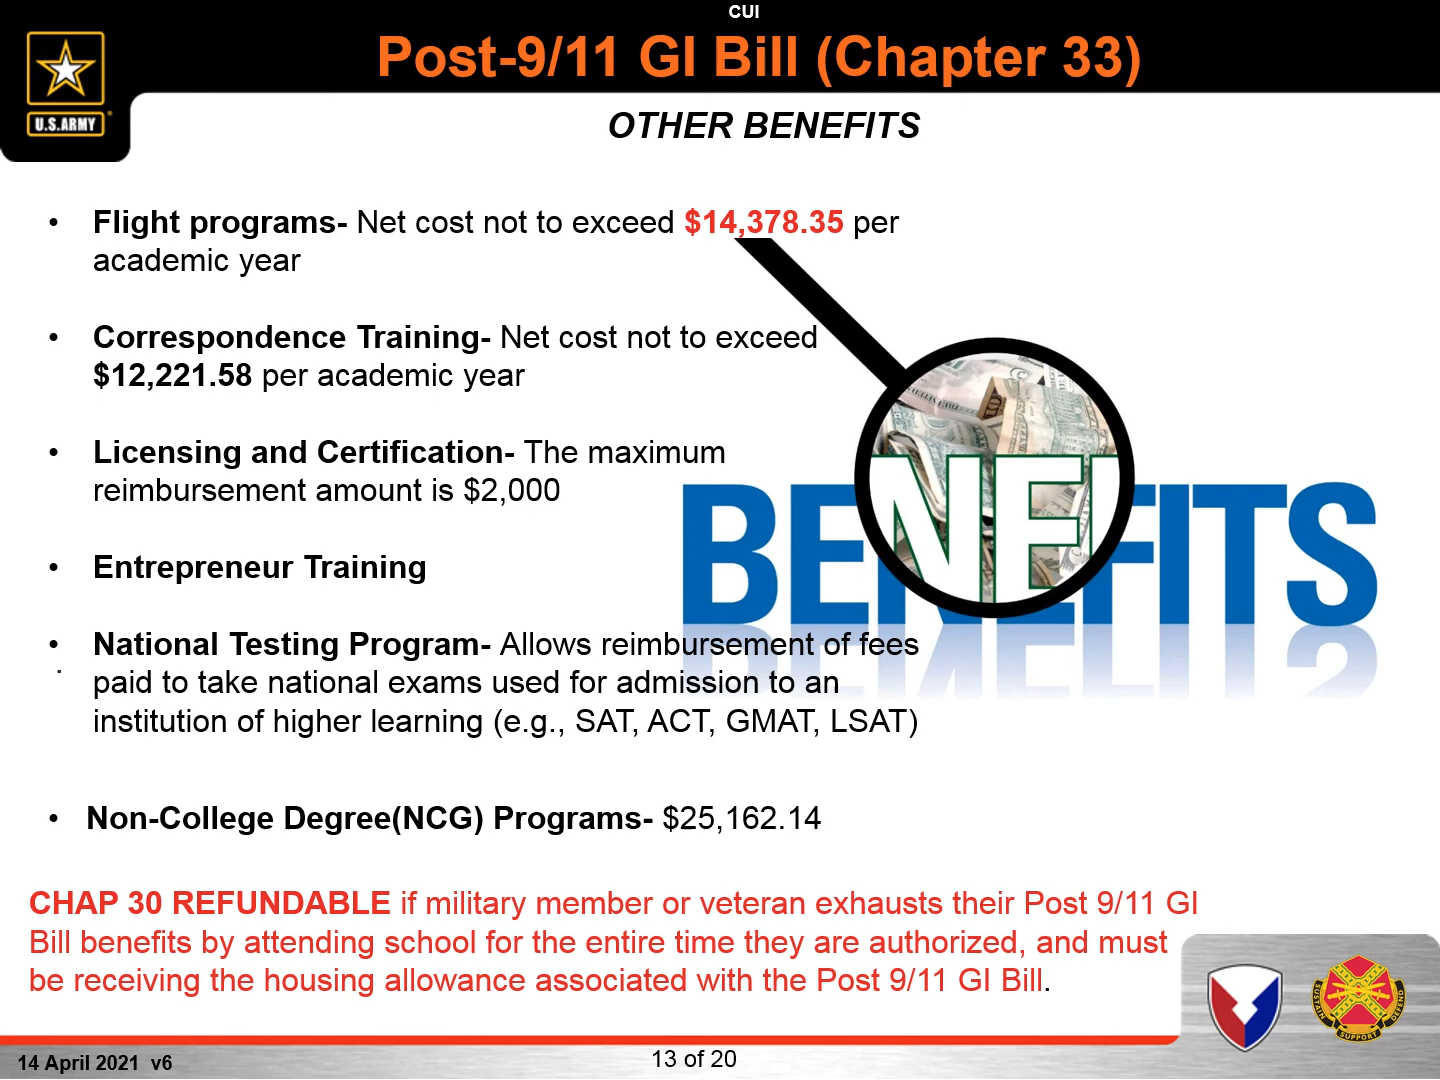 CUI
Post-9/11 GI Bill (Chapter 33)
U.S.ARMY
OTHER BENEFITS
• Flight programs- Net cost not to exceed $14,378.35 per
academic year
• Correspondence Training- Net cost not to exceed
$12,221.58 per academic year
• Licensing and Certification- The maximum
reimbursement amount is $2,000
• Entrepreneur Training
• National Testing Program- Allows reimbursement of fees
paid to take national exams used for admission to an
institution of higher learning (e.g., SAT, ACT, GMAT, LSAT)
• Non-College Degree(NCG) Programs- $25,162.14
BENEFITS
CHAP 30 REFUNDABLE if military member or veteran exhausts their Post 9/11 GI
Bill benefits by attending school for the entire time they are authorized, and must
be receiving the housing allowance associated with the Post 9/11 GI Bill.
SUSTAIN SUPPORT DEFEND
14 April 2021 v6
13 of 20